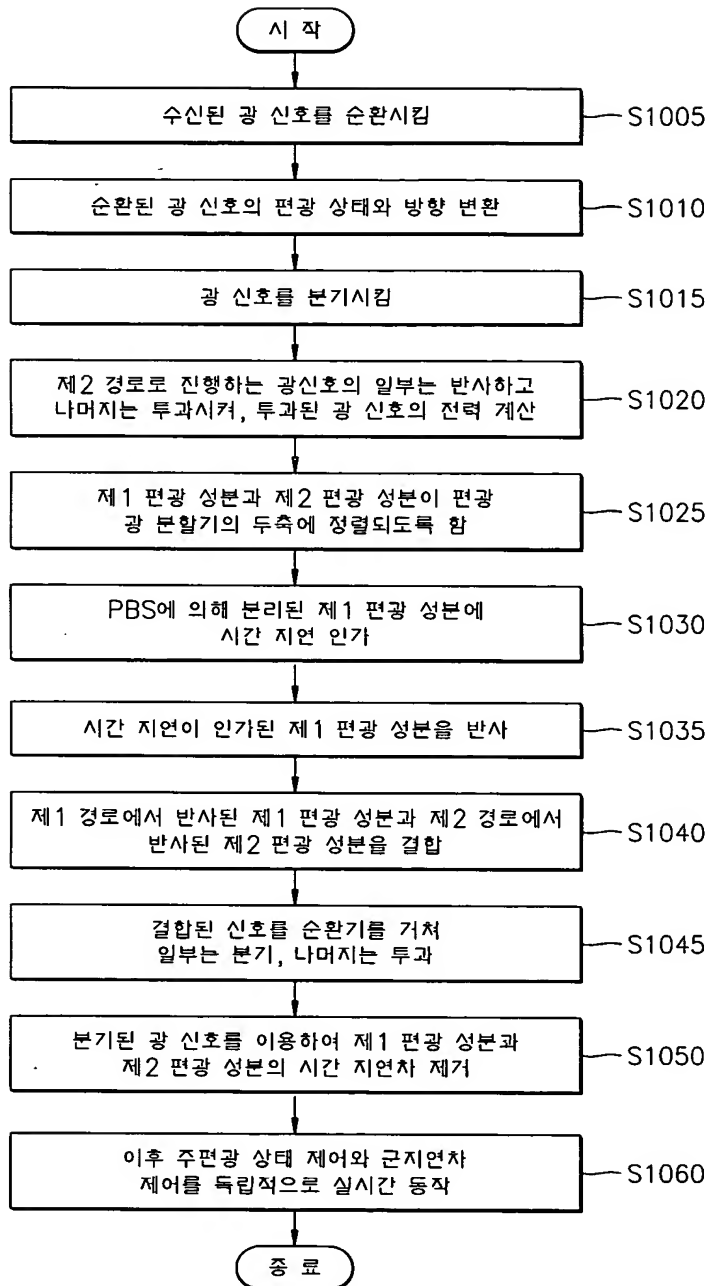 시 작
수신된 광 신호를 순환시킴
S1005
순환된 광 신호의 편광 상태와 방향 변환
S1010
광 신호를 분기시킴
S1015
제2 경로로 진행하는 광신호의 일부는 반사하고
나머지는 투과시켜, 투과된 광 신호의 전력 계산
S1020
제1 편광 성분과 제2 편광 성분이 편광
광 분할기의 두축에 정렬되도록 함
S1025
PBS에 의해 분리된 제1 편광 성분에
시간 지연 인가
S1030
시간 지연이 인가된 제1 편광 성분을 반사
S1035
제1 경로에서 반사된 제1 편광 성분과 제2 경로에서
반사된 제2 편광 성분을 결합
S1040
결합된 신호를 순환기를 거쳐
일부는 분기, 나머지는 투과
S1045
분기된 광 신호를 이용하여 제1 편광 성분과
제2 편광 성분의 시간 지연차 제거
S1050
이후 주편광 상태 제어와 군지연차
제어를 독립적으로 실시간 동작
S1060
종 료